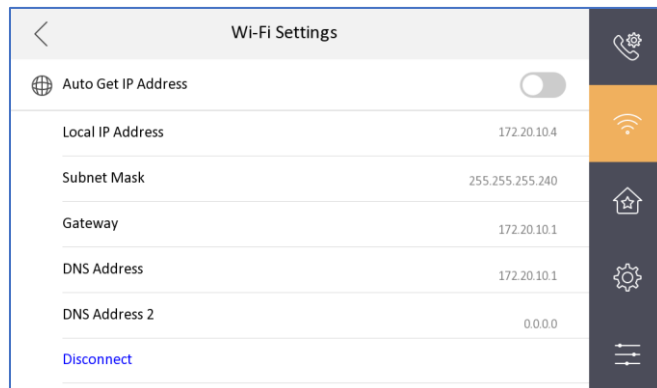 Wi-Fi Settings
Auto Get IP Address
Local IP Address 172.20.10.4
Subnet Mask 255.255.255.240
Gateway 172.20.10.1
DNS Address 172.20.10.1
DNS Address 2 0.0.0.0
Disconnect